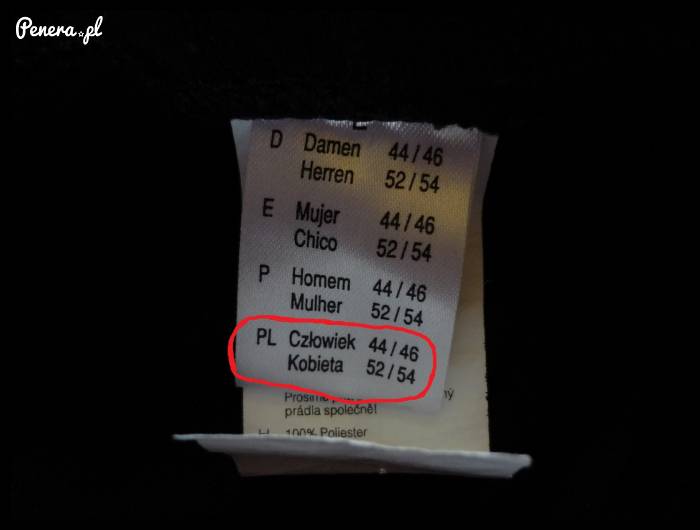 Penera.pl
D Damen 44/46
Herren 52/54
E Mujer 44/46
Chico 52/54
P Homem 44/46
Mulher 52/54
PL Człowiek 44/46
Kobieta 52/54
prádla společně!
100% Poliester